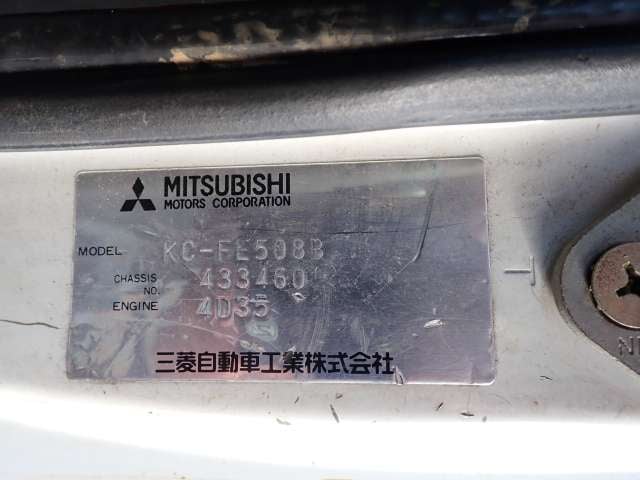 MITSUBISHI
MOTORS CORPORATION
MODEL KC-FE508B
CHASSIS NO. 433460
ENGINE 4D35
三菱自動車工業株式会社